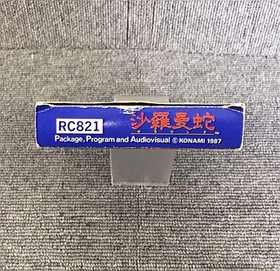 RC821 沙羅曼蛇
Package, Program and Audiovisual © KONAMI 1987